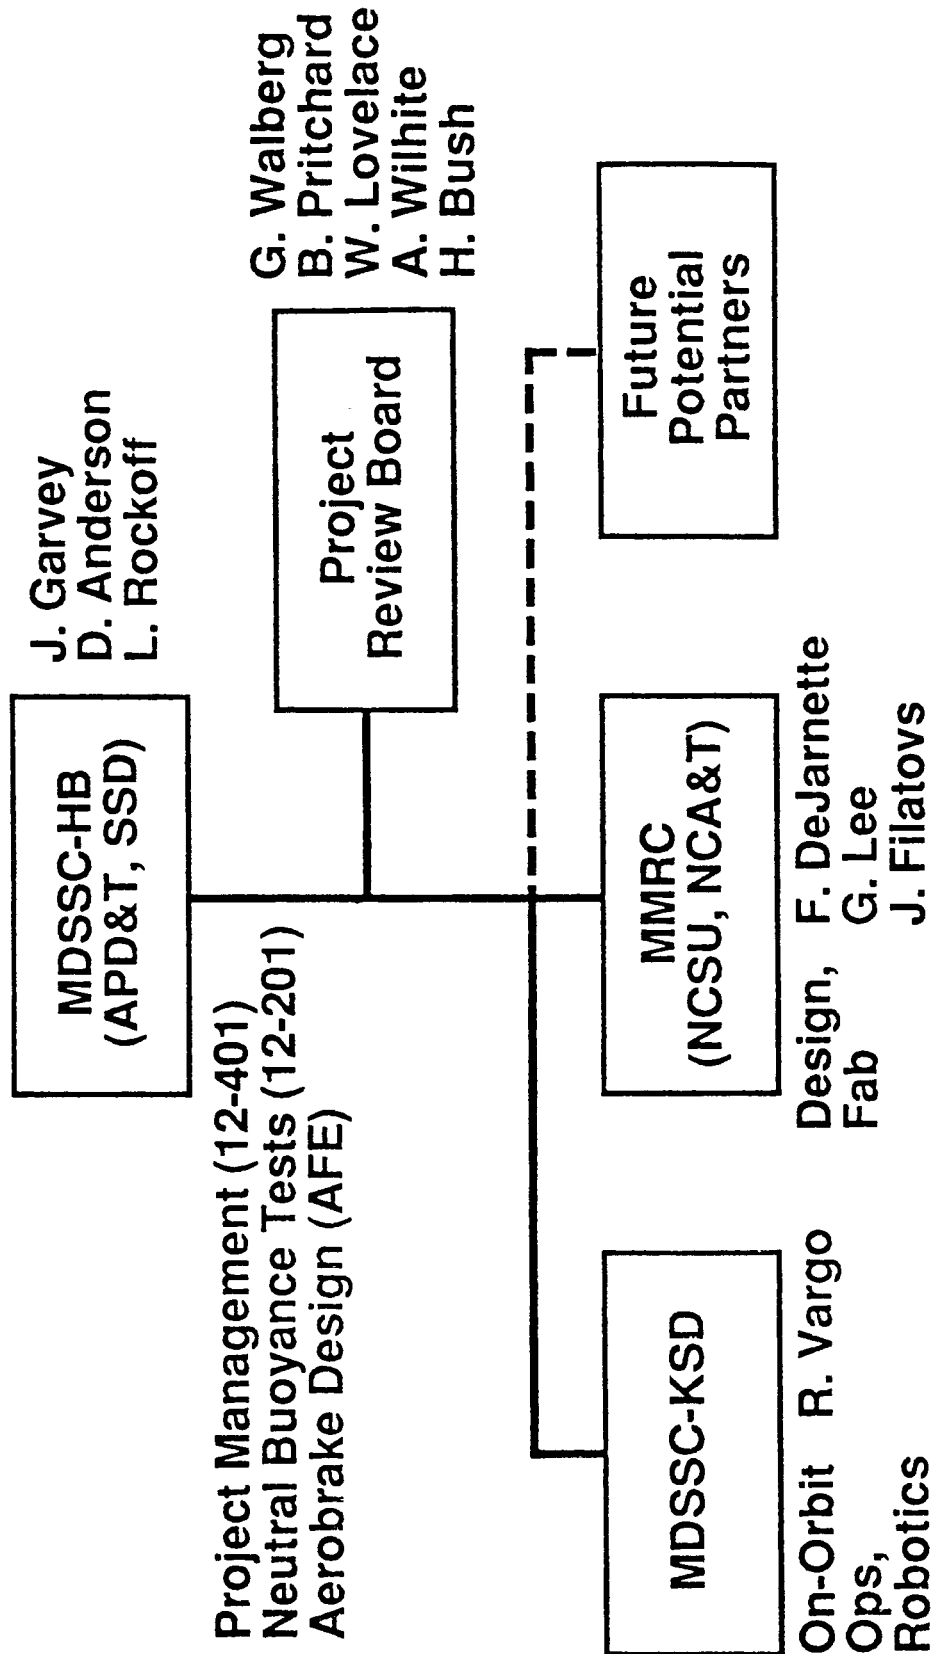 MDSSC-HB
(APD&T, SSD)
J. Garvey
D. Anderson
L. Rockoff
Project Management (12-401)
Neutral Buoyance Tests (12-201)
Aerobrake Design (AFE)
Project
Review Board
G. Walberg
B. Pritchard
W. Lovelace
A. Wilhite
H. Bush
MDSSC-KSD
On-Orbit
Ops,
Robotics
R. Vargo
MMRC
(NCSU, NCA&T)
Design,
Fab
F. DeJarnette
G. Lee
J. Filatovs
Future
Potential
Partners